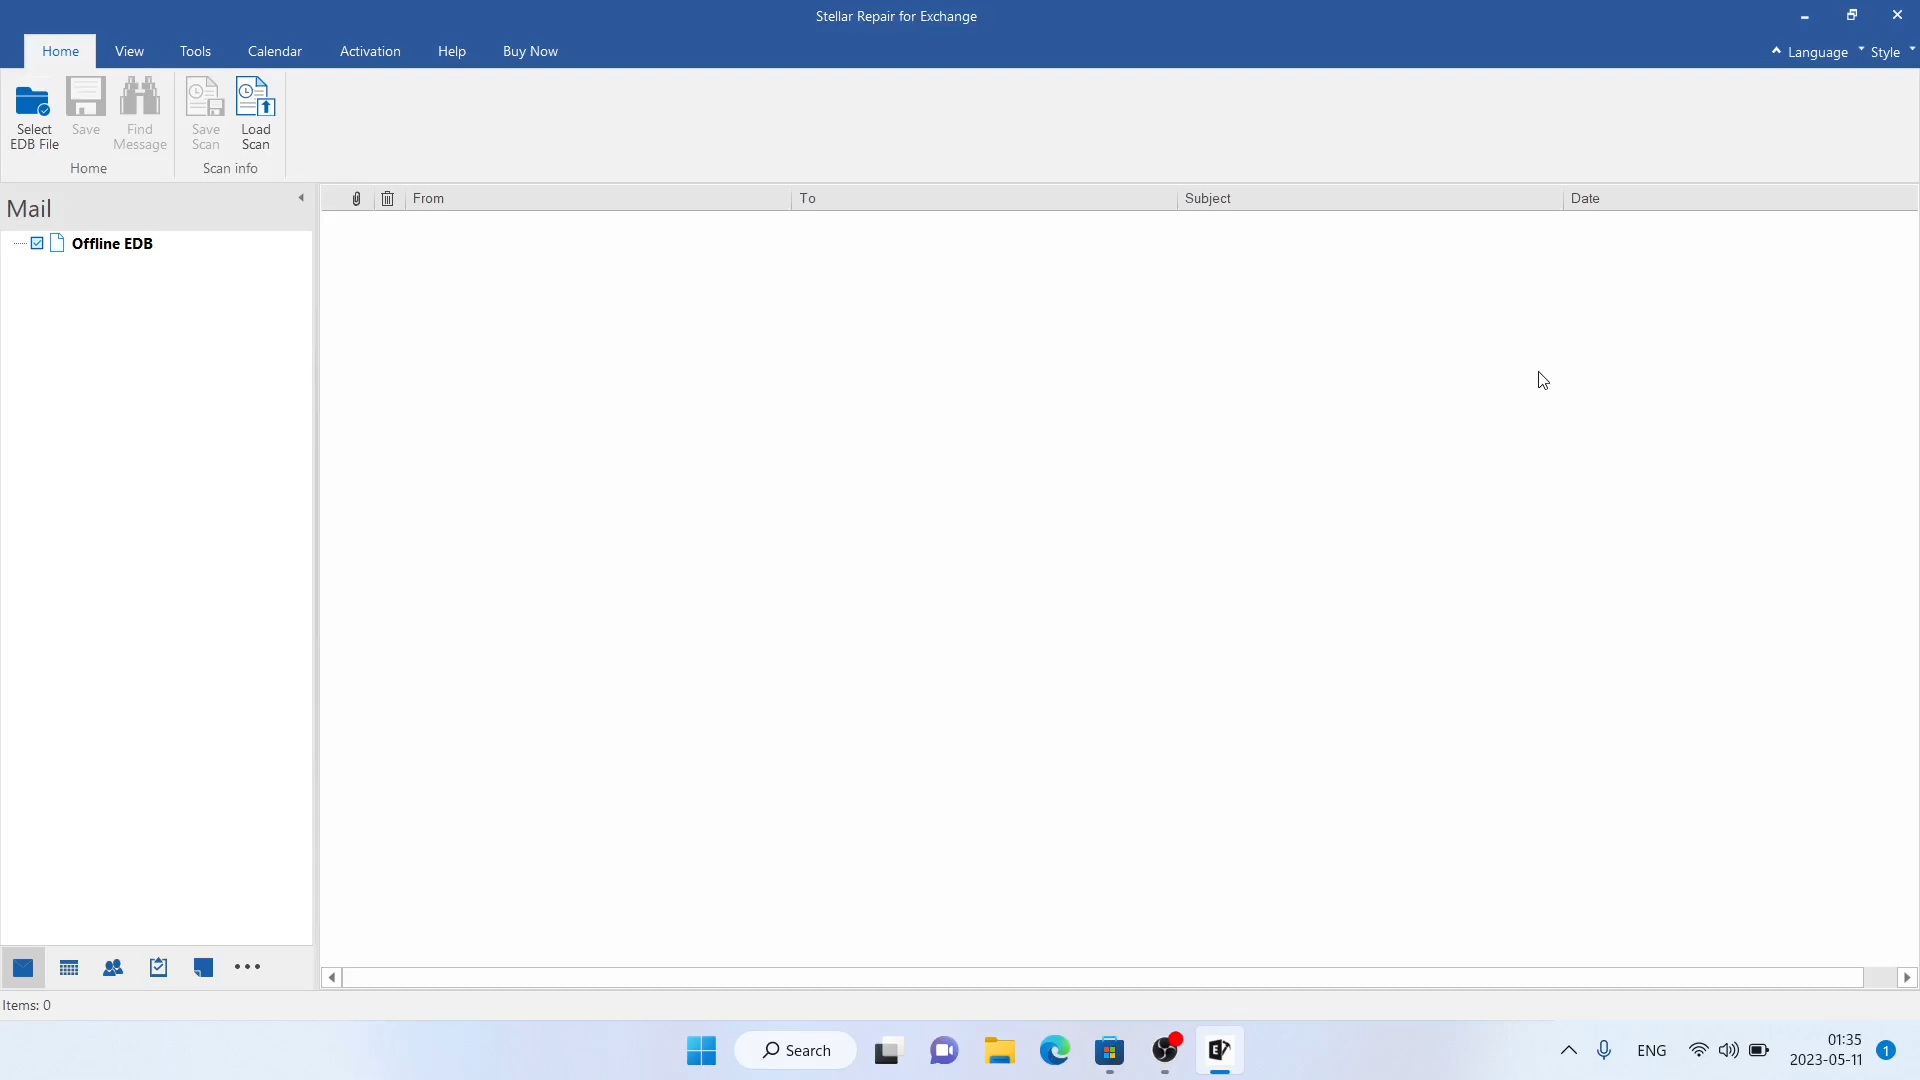 Stellar Repair for Exchange
Home View Tools Calendar Activation Help Buy Now Language Style
Select EDB File
Save
Find Message
Save Scan
Load Scan
Home Scan info
Mail
From To Subject Date
Offline EDB
Items: 0
Search
ENG
01:35
2023-05-11
1